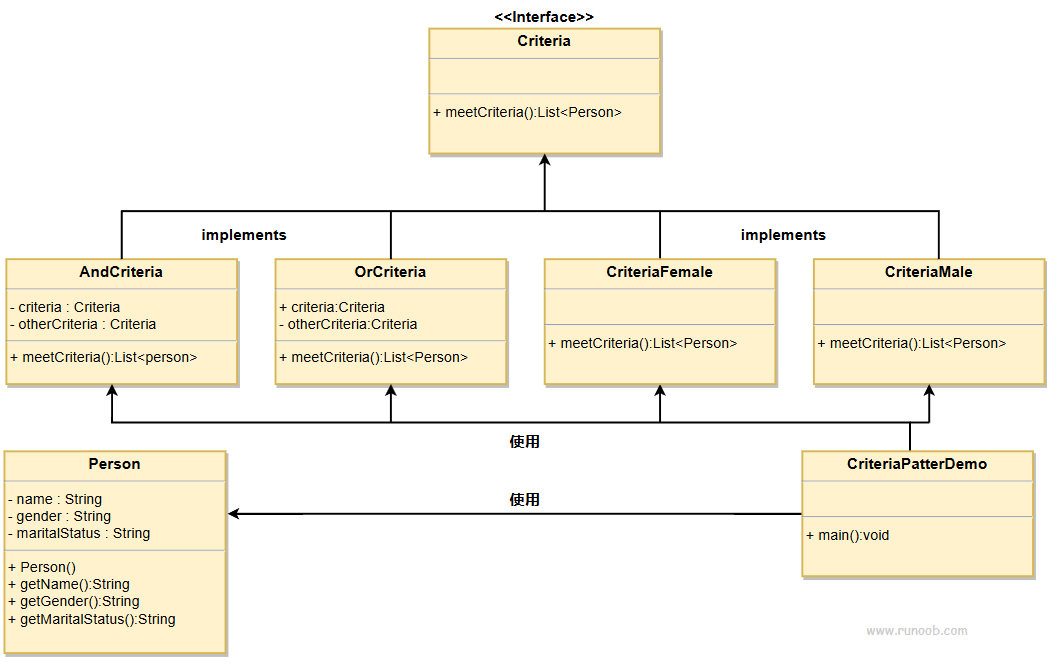 <<Interface>>
Criteria
+ meetCriteria():List<Person>
implements
implements
AndCriteria
- criteria : Criteria
- otherCriteria : Criteria
+ meetCriteria():List<person>
OrCriteria
+ criteria:Criteria
- otherCriteria:Criteria
+ meetCriteria():List<Person>
CriteriaFemale
+ meetCriteria():List<Person>
CriteriaMale
+ meetCriteria():List<Person>
使用
Person
- name : String
- gender : String
- maritalStatus : String
+ Person()
+ getName():String
+ getGender():String
+ getMaritalStatus():String
使用
CriteriaPatterDemo
+ main():void
www.runoob.com